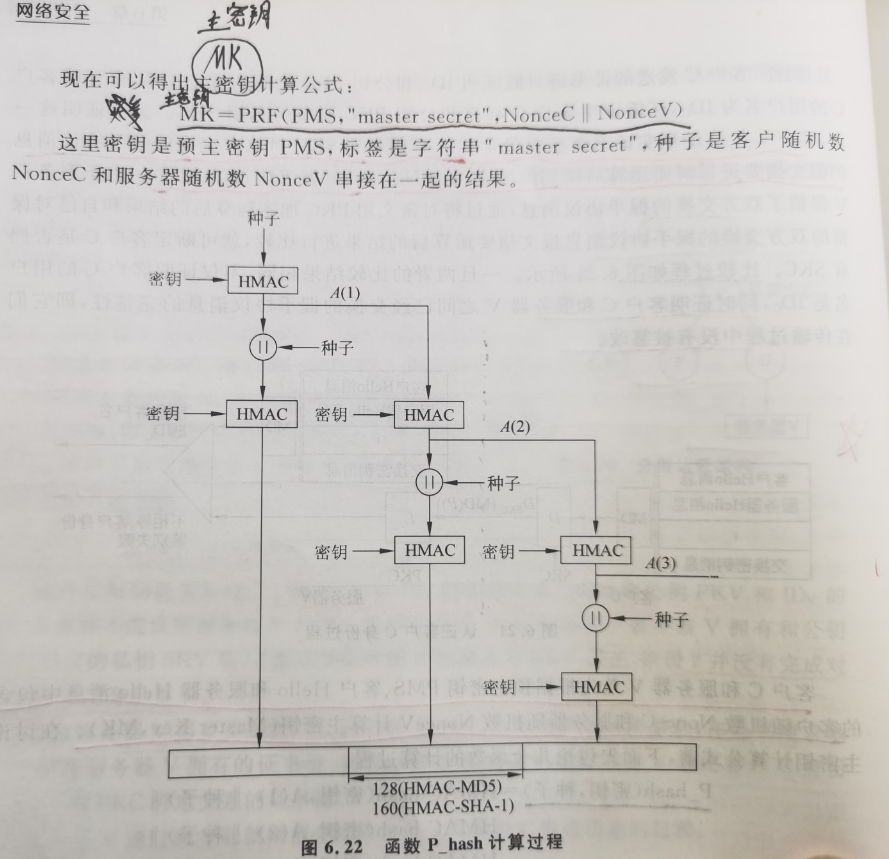 网络安全
主密钥
MK
现在可以得出主密钥计算公式:
主密钥
MK=PRF(PMS,"master secret",NonceC‖NonceV)
这里密钥是预主密钥 PMS,标签是字符串"master secret",种子是客户随机数
NonceC 和服务器随机数 NonceV 串接在一起的结果。
种子
密钥 HMAC
A(1)
|| 种子
密钥 HMAC 密钥 HMAC
A(2)
|| 种子
密钥 HMAC 密钥 HMAC
A(3)
|| 种子
密钥 HMAC
128(HMAC-MD5)
160(HMAC-SHA-1)
图 6.22 函数 P_hash 计算过程